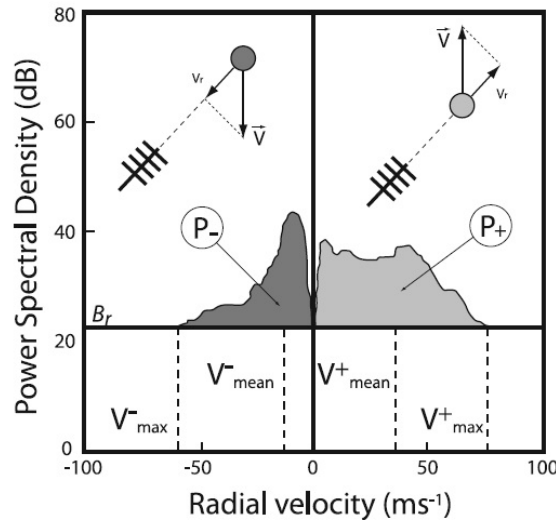 Power Spectral Density (dB)
80
60
40
20
0
V_r
V⃗
V⃗
V_r
P-
P+
B_r
V⁻mean
V⁺mean
V⁻max
V⁺max
-100
-50
0
50
100
Radial velocity (ms⁻¹)